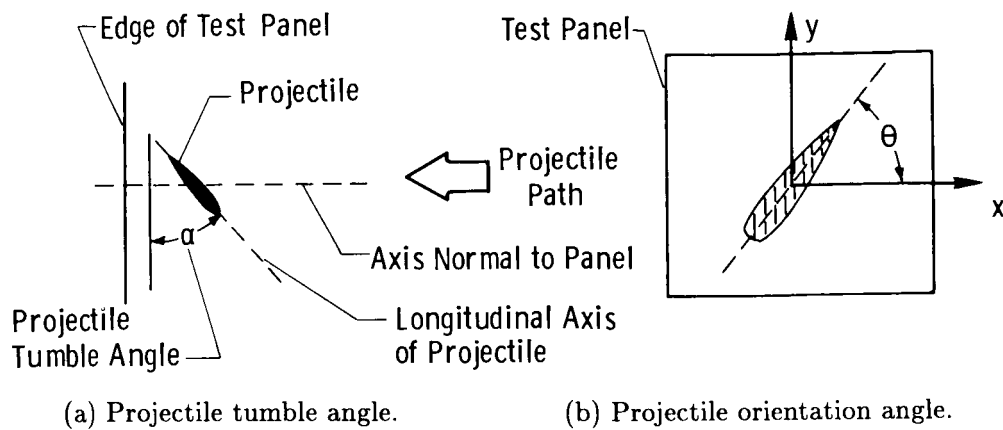 Edge of Test Panel
Projectile
Projectile
Path
α
Axis Normal to Panel
Projectile
Tumble Angle
Longitudinal Axis
of Projectile
(a) Projectile tumble angle.
Test Panel
y
θ
x
(b) Projectile orientation angle.